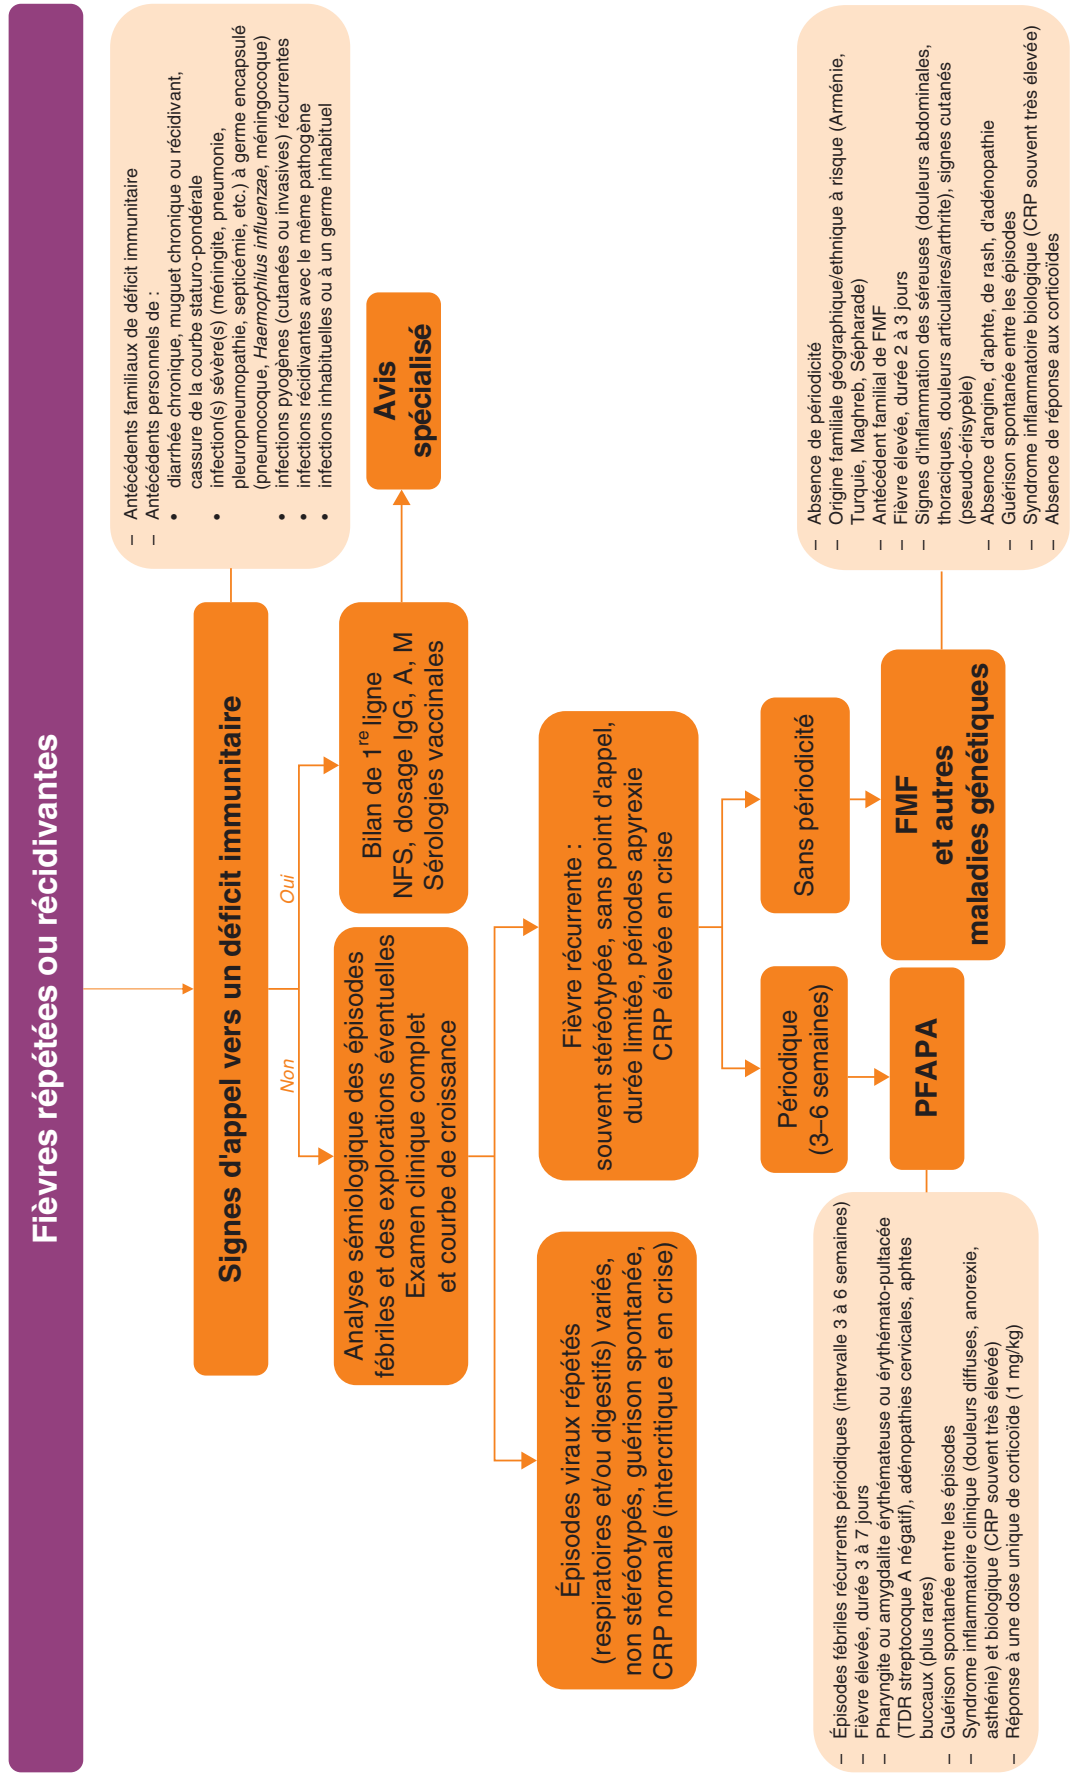 Fièvres répétées ou récidivantes
Signes d'appel vers un déficit immunitaire
– Antécédents familiaux de déficit immunitaire
– Antécédents personnels de :
• diarrhée chronique, muguet chronique ou récidivant,
cassure de la courbe staturo-pondérale
• infection(s) sévère(s) (méningite, pneumonie,
pleuropneumopathie, septicémie, etc.) à germe encapsulé
(pneumocoque, Haemophilus influenzae, méningocoque)
• infections pyogènes (cutanées ou invasives) récurrentes
• infections récidivantes avec le même pathogène
• infections inhabituelles ou à un germe inhabituel
Non
Oui
Analyse sémiologique des épisodes
fébriles et des explorations éventuelles
Examen clinique complet
et courbe de croissance
Bilan de 1re ligne
NFS, dosage IgG, A, M
Sérologies vaccinales
Avis
spécialisé
Épisodes viraux répétés
(respiratoires et/ou digestifs) variés,
non stéréotypés, guérison spontanée,
CRP normale (intercritique et en crise)
Fièvre récurrente :
souvent stéréotypée, sans point d'appel,
durée limitée, périodes apyrexie
CRP élevée en crise
Périodique
(3–6 semaines)
Sans périodicité
PFAPA
FMF
et autres
maladies génétiques
– Épisodes fébriles récurrents périodiques (intervalle 3 à 6 semaines)
– Fièvre élevée, durée 3 à 7 jours
– Pharyngite ou amygdalite érythémateuse ou érythémato-pultacée
(TDR streptocoque A négatif), adénopathies cervicales, aphtes
buccaux (plus rares)
– Guérison spontanée entre les épisodes
– Syndrome inflammatoire clinique (douleurs diffuses, anorexie,
asthénie) et biologique (CRP souvent très élevée)
– Réponse à une dose unique de corticoïde (1 mg/kg)
– Absence de périodicité
– Origine familiale géographique/ethnique à risque (Arménie,
Turquie, Maghreb, Sépharade)
– Antécédent familial de FMF
– Fièvre élevée, durée 2 à 3 jours
– Signes d'inflammation des séreuses (douleurs abdominales,
thoraciques, douleurs articulaires/arthrite), signes cutanés
(pseudo-érisypèle)
– Absence d'angine, d'aphte, de rash, d'adénopathie
– Guérison spontanée entre les épisodes
– Syndrome inflammatoire biologique (CRP souvent très élevée)
– Absence de réponse aux corticoïdes